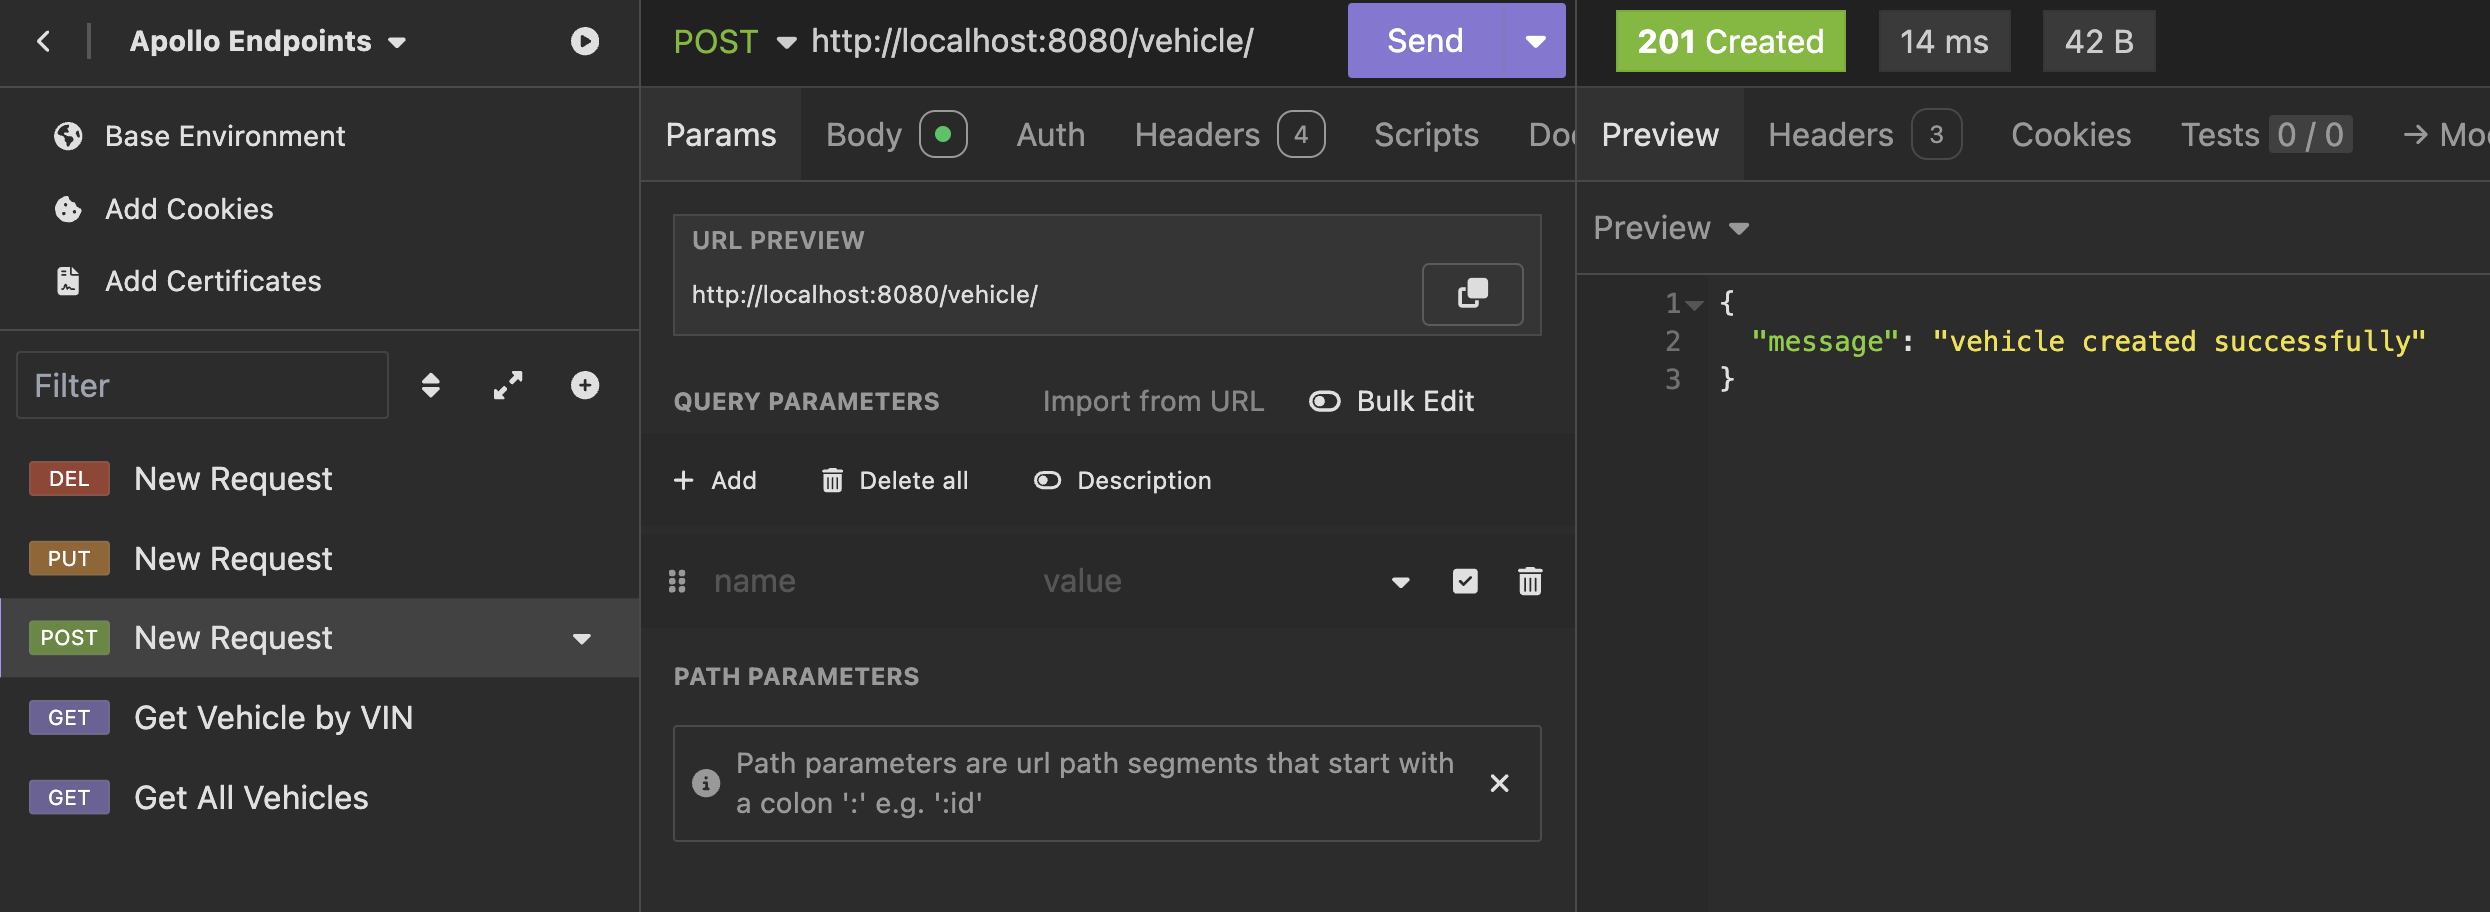 Apollo Endpoints
Base Environment
Add Cookies
Add Certificates
Filter
DEL New Request
PUT New Request
POST New Request
GET Get Vehicle by VIN
GET Get All Vehicles
POST http://localhost:8080/vehicle/ Send
Params Body Auth Headers 4 Scripts
URL PREVIEW
http://localhost:8080/vehicle/
QUERY PARAMETERS Import from URL Bulk Edit
+ Add Delete all Description
name value
PATH PARAMETERS
Path parameters are url path segments that start with
a colon ':' e.g. ':id'
201 Created 14 ms 42 B
Preview Headers 3 Cookies Tests 0 / 0
Preview
1 {
2 "message": "vehicle created successfully"
3 }